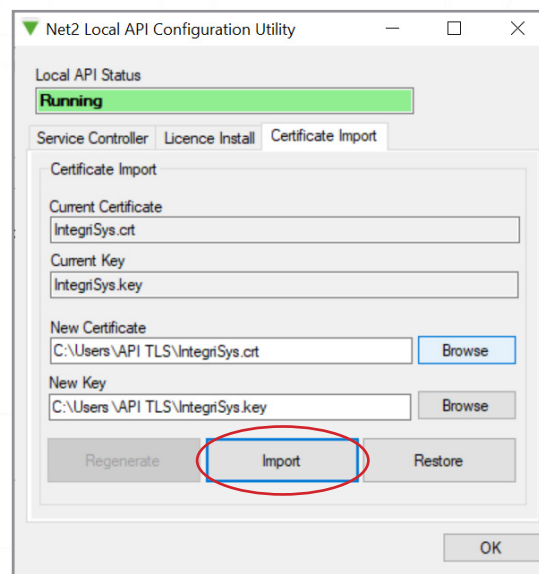 Net2 Local API Configuration Utility
Local API Status
Running
Service Controller Licence Install Certificate Import
Certificate Import
Current Certificate
IntegriSys.crt
Current Key
IntegriSys.key
New Certificate
C:\Users\API TLS\IntegriSys.crt Browse
New Key
C:\Users \API TLS\IntegriSys.key Browse
Regenerate Import Restore
OK